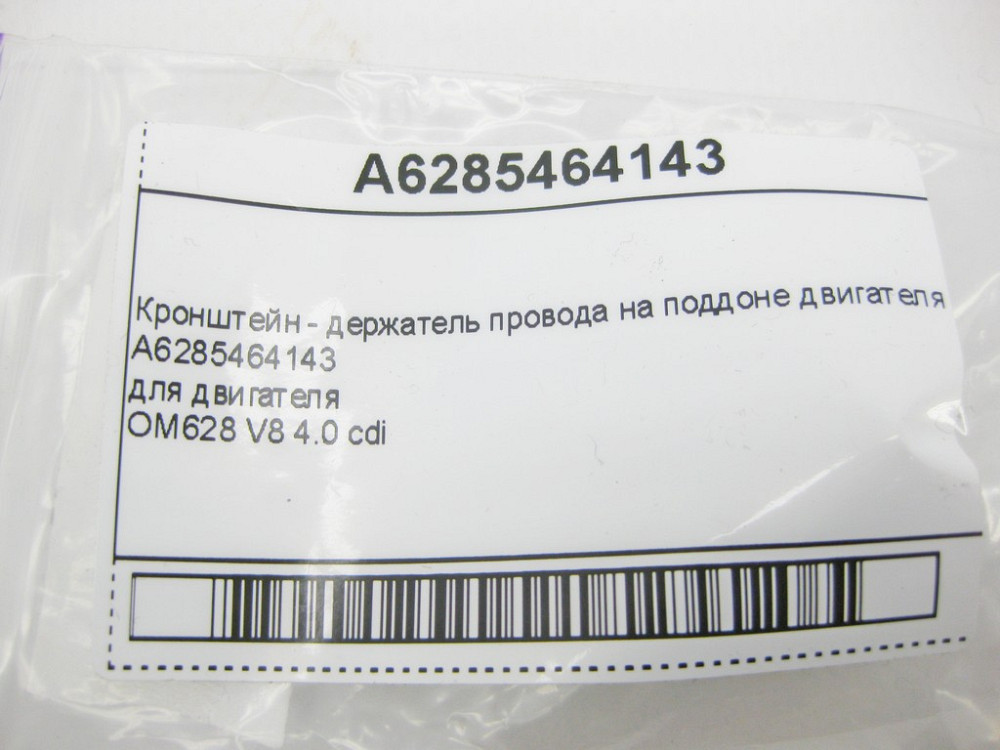 A6285464143
Кронштейн - держатель провода на поддоне двигателя
A6285464143
для двигателя
OM628 V8 4.0 cdi